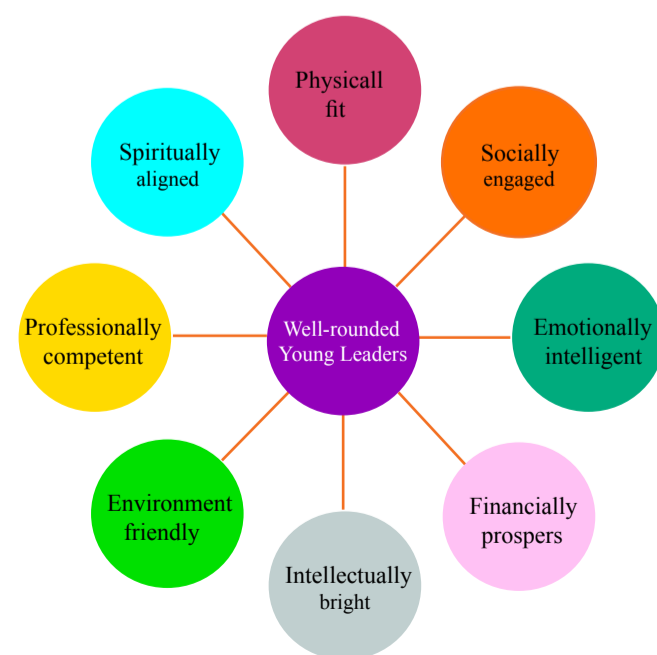 Physicall
fit
Spiritually
aligned
Socially
engaged
Professionally
competent
Well-rounded
Young Leaders
Emotionally
intelligent
Environment
friendly
Financially
prospers
Intellectually
bright